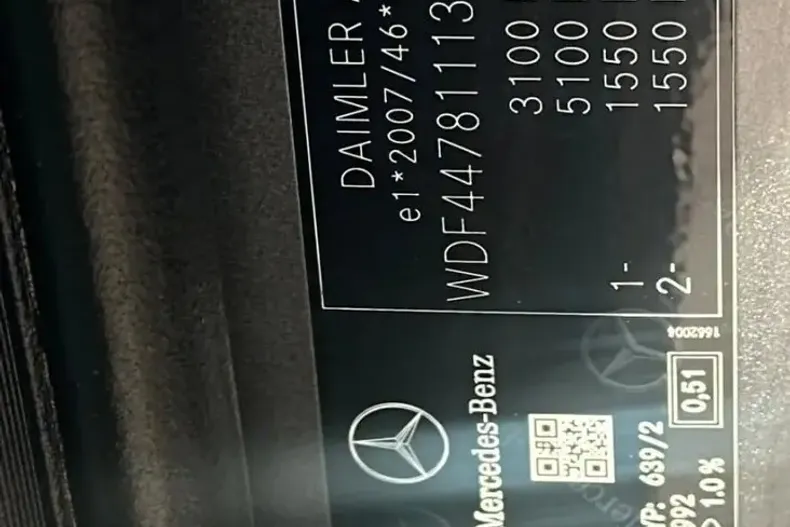 DAIMLER
e1*2007/46*
WDF4478111З
3100
5100
1- 1550
2- 1550
Mercedes-Benz
1662006
0,51
P: 639/2
992
1.0%